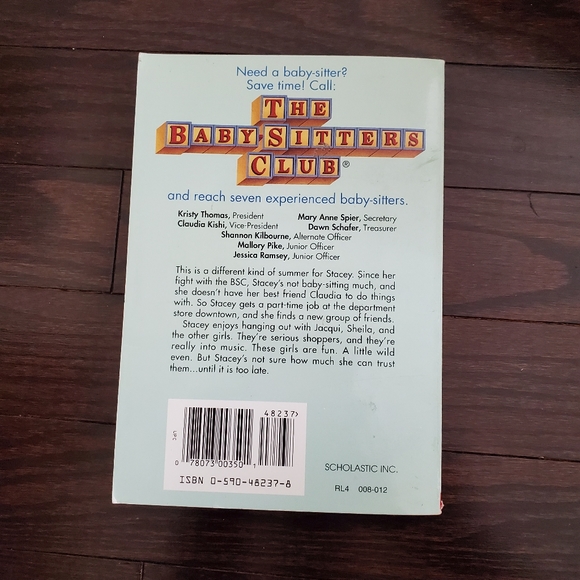 Need a baby-sitter?
Save time! Call:
THE
BABY-SITTERS
CLUB®
and reach seven experienced baby-sitters.
Kristy Thomas, President Mary Anne Spier, Secretary
Claudia Kishi, Vice-President Dawn Schafer, Treasurer
Shannon Kilbourne, Alternate Officer
Mallory Pike, Junior Officer
Jessica Ramsey, Junior Officer
This is a different kind of summer for Stacey. Since her
fight with the BSC, Stacey's not baby-sitting much, and
she doesn't have her best friend Claudia to do things
with. So Stacey gets a part-time job at the department
store downtown, and she finds a new group of friends.
Stacey enjoys hanging out with Jacqui, Sheila, and
the other girls. They're serious shoppers, and they're
really into music. These girls are fun. A little wild
even. But Stacey's not sure how much she can trust
them...until it is too late.
48237>
0 78073 00350 1
ISBN 0-590-48237-8
SCHOLASTIC INC.
RL4 008-012